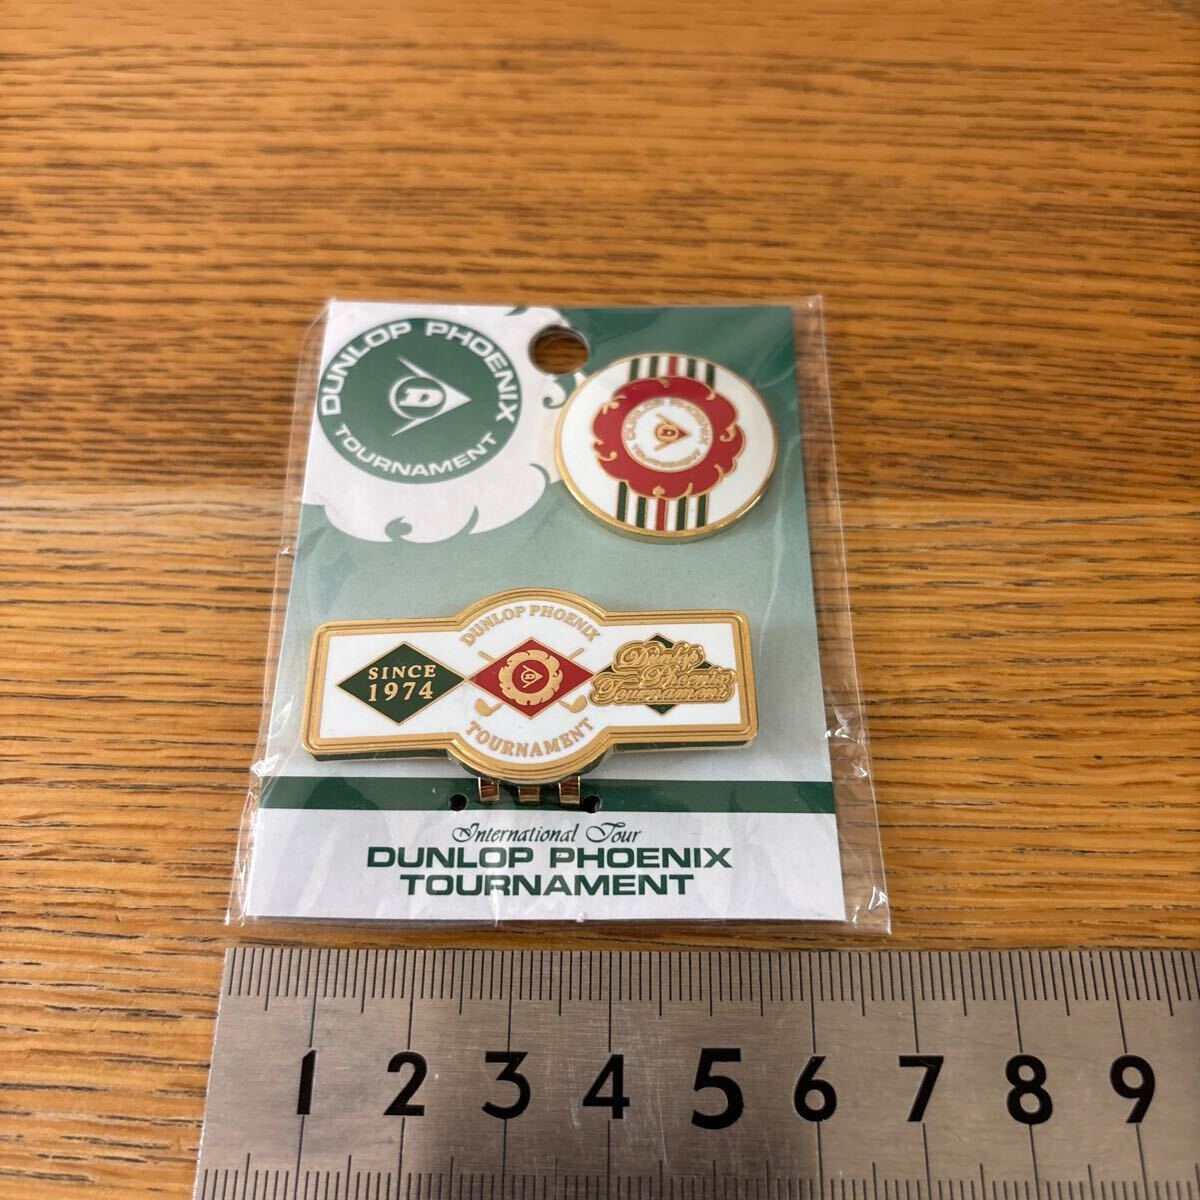 DUNLOP PHOENIX
TOURNAMENT
D
DUNLOP PHOENIX
TOURNAMENT
D
DUNLOP PHOENIX
SINCE
1974
D
TOURNAMENT
Dunlop
Phoenix
Tournament
International Tour
DUNLOP PHOENIX
TOURNAMENT
1 2 3 4 5 6 7 8 9